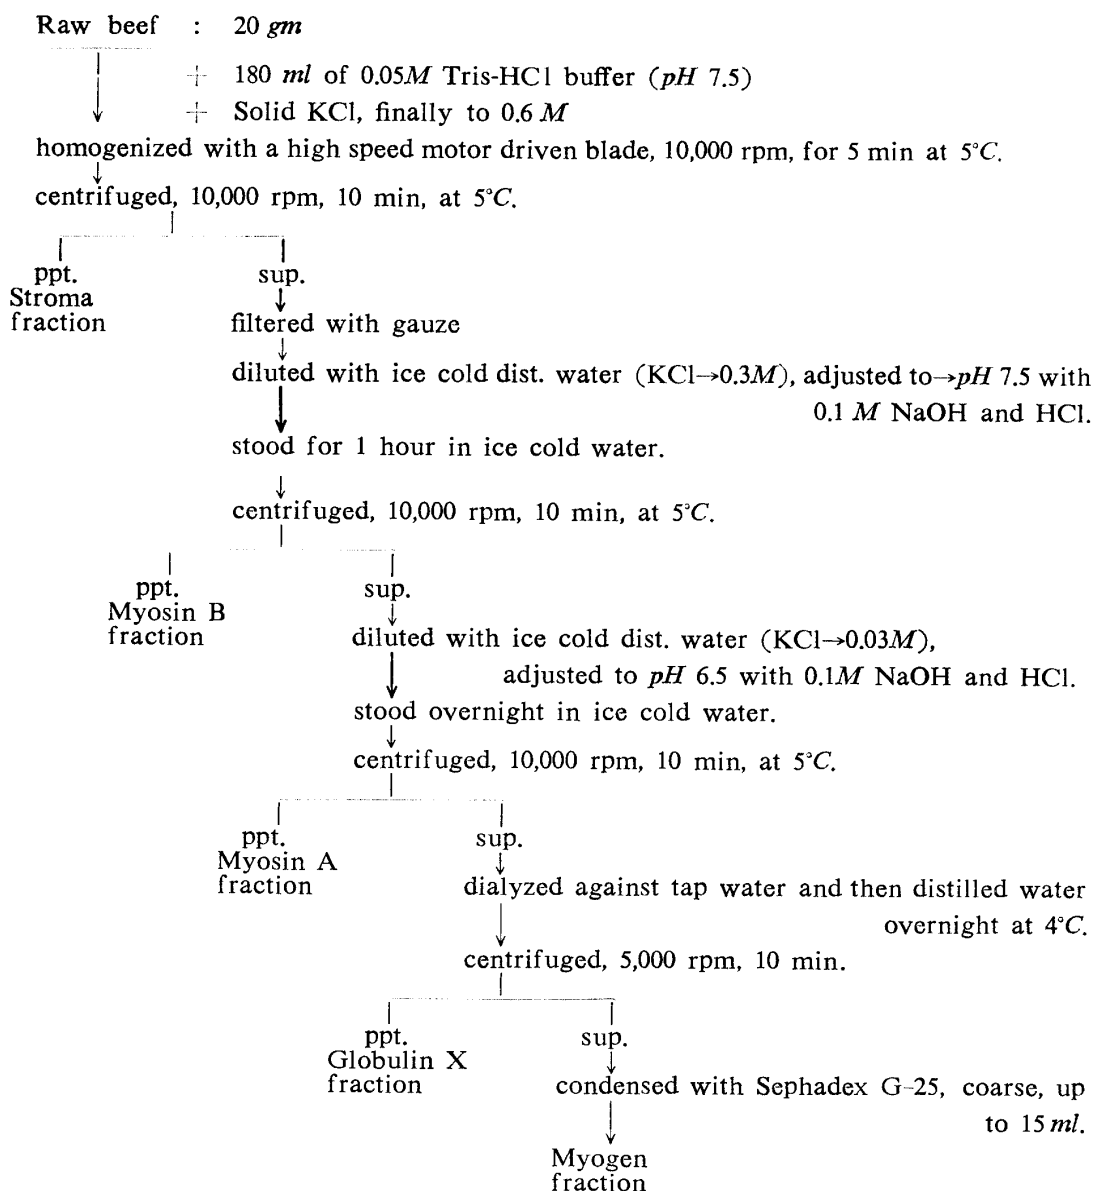 Raw beef : 20 gm
+ 180 ml of 0.05M Tris-HCl buffer (pH 7.5)
+ Solid KCl, finally to 0.6 M
homogenized with a high speed motor driven blade, 10,000 rpm, for 5 min at 5°C.
centrifuged, 10,000 rpm, 10 min, at 5°C.
ppt. sup.
Stroma
fraction
filtered with gauze
diluted with ice cold dist. water (KCl→0.3M), adjusted to→pH 7.5 with
0.1 M NaOH and HCl.
stood for 1 hour in ice cold water.
centrifuged, 10,000 rpm, 10 min, at 5°C.
ppt. sup.
Myosin B
fraction
diluted with ice cold dist. water (KCl→0.03M),
adjusted to pH 6.5 with 0.1M NaOH and HCl.
stood overnight in ice cold water.
centrifuged, 10,000 rpm, 10 min, at 5°C.
ppt. sup.
Myosin A
fraction
dialyzed against tap water and then distilled water
overnight at 4°C.
centrifuged, 5,000 rpm, 10 min.
ppt. sup.
Globulin X
fraction
condensed with Sephadex G-25, coarse, up
to 15 ml.
Myogen
fraction